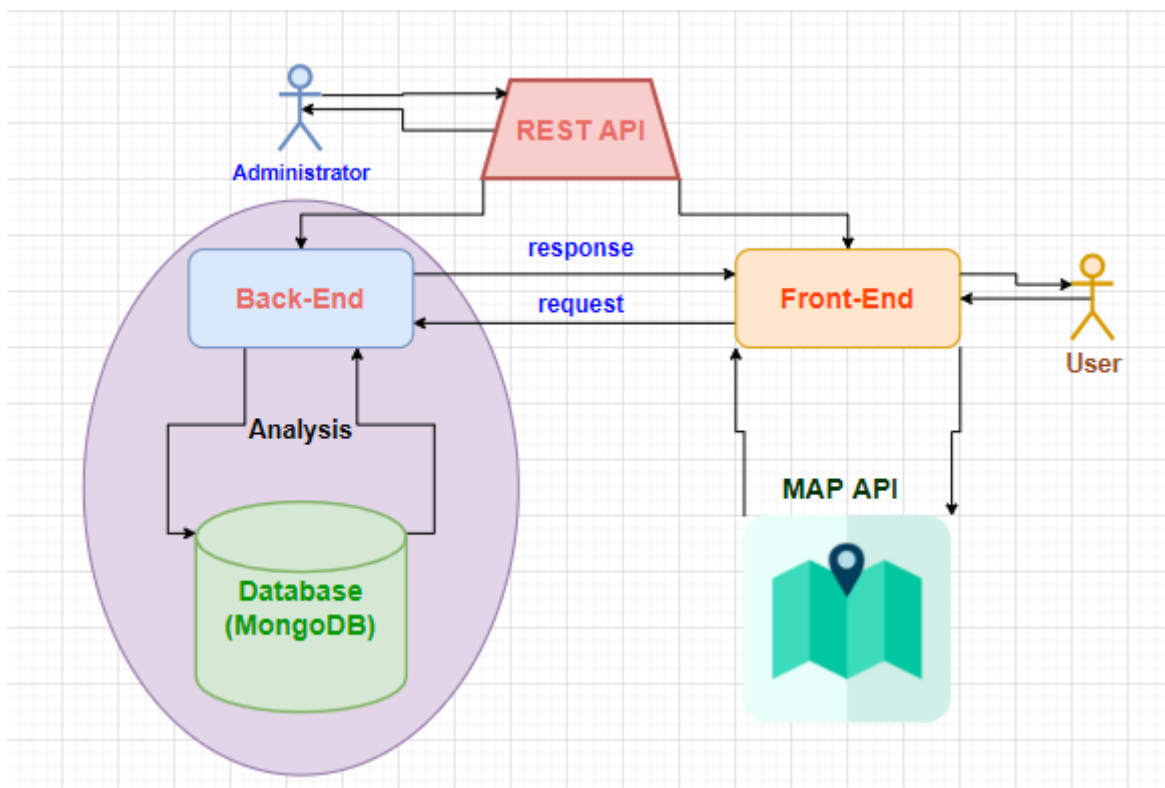 REST API
Administrator
response
Back-End
Front-End
request
User
Analysis
MAP API
Database
(MongoDB)